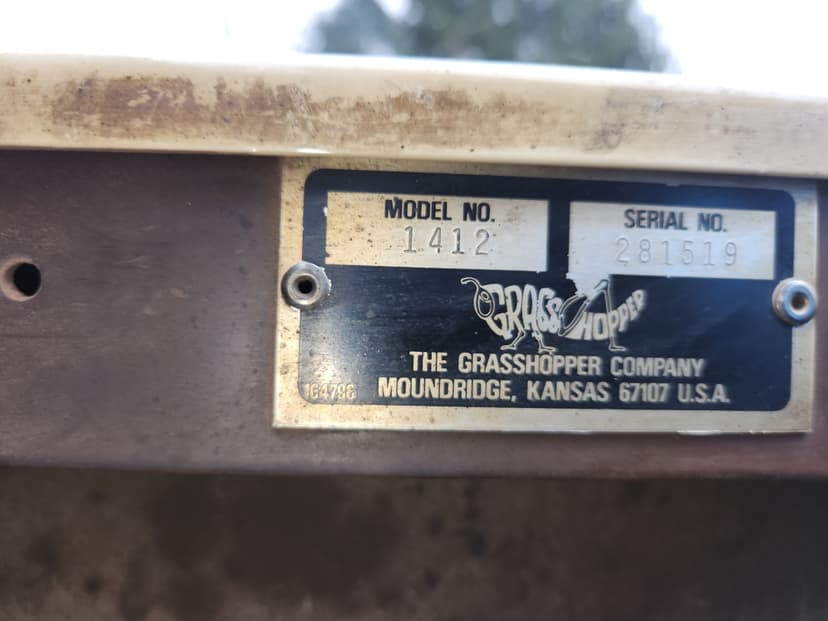 MODEL NO.
1412
SERIAL NO.
281519
GRASSHOPPER
THE GRASSHOPPER COMPANY
164798 MOUNDRIDGE, KANSAS 67107 U.S.A.